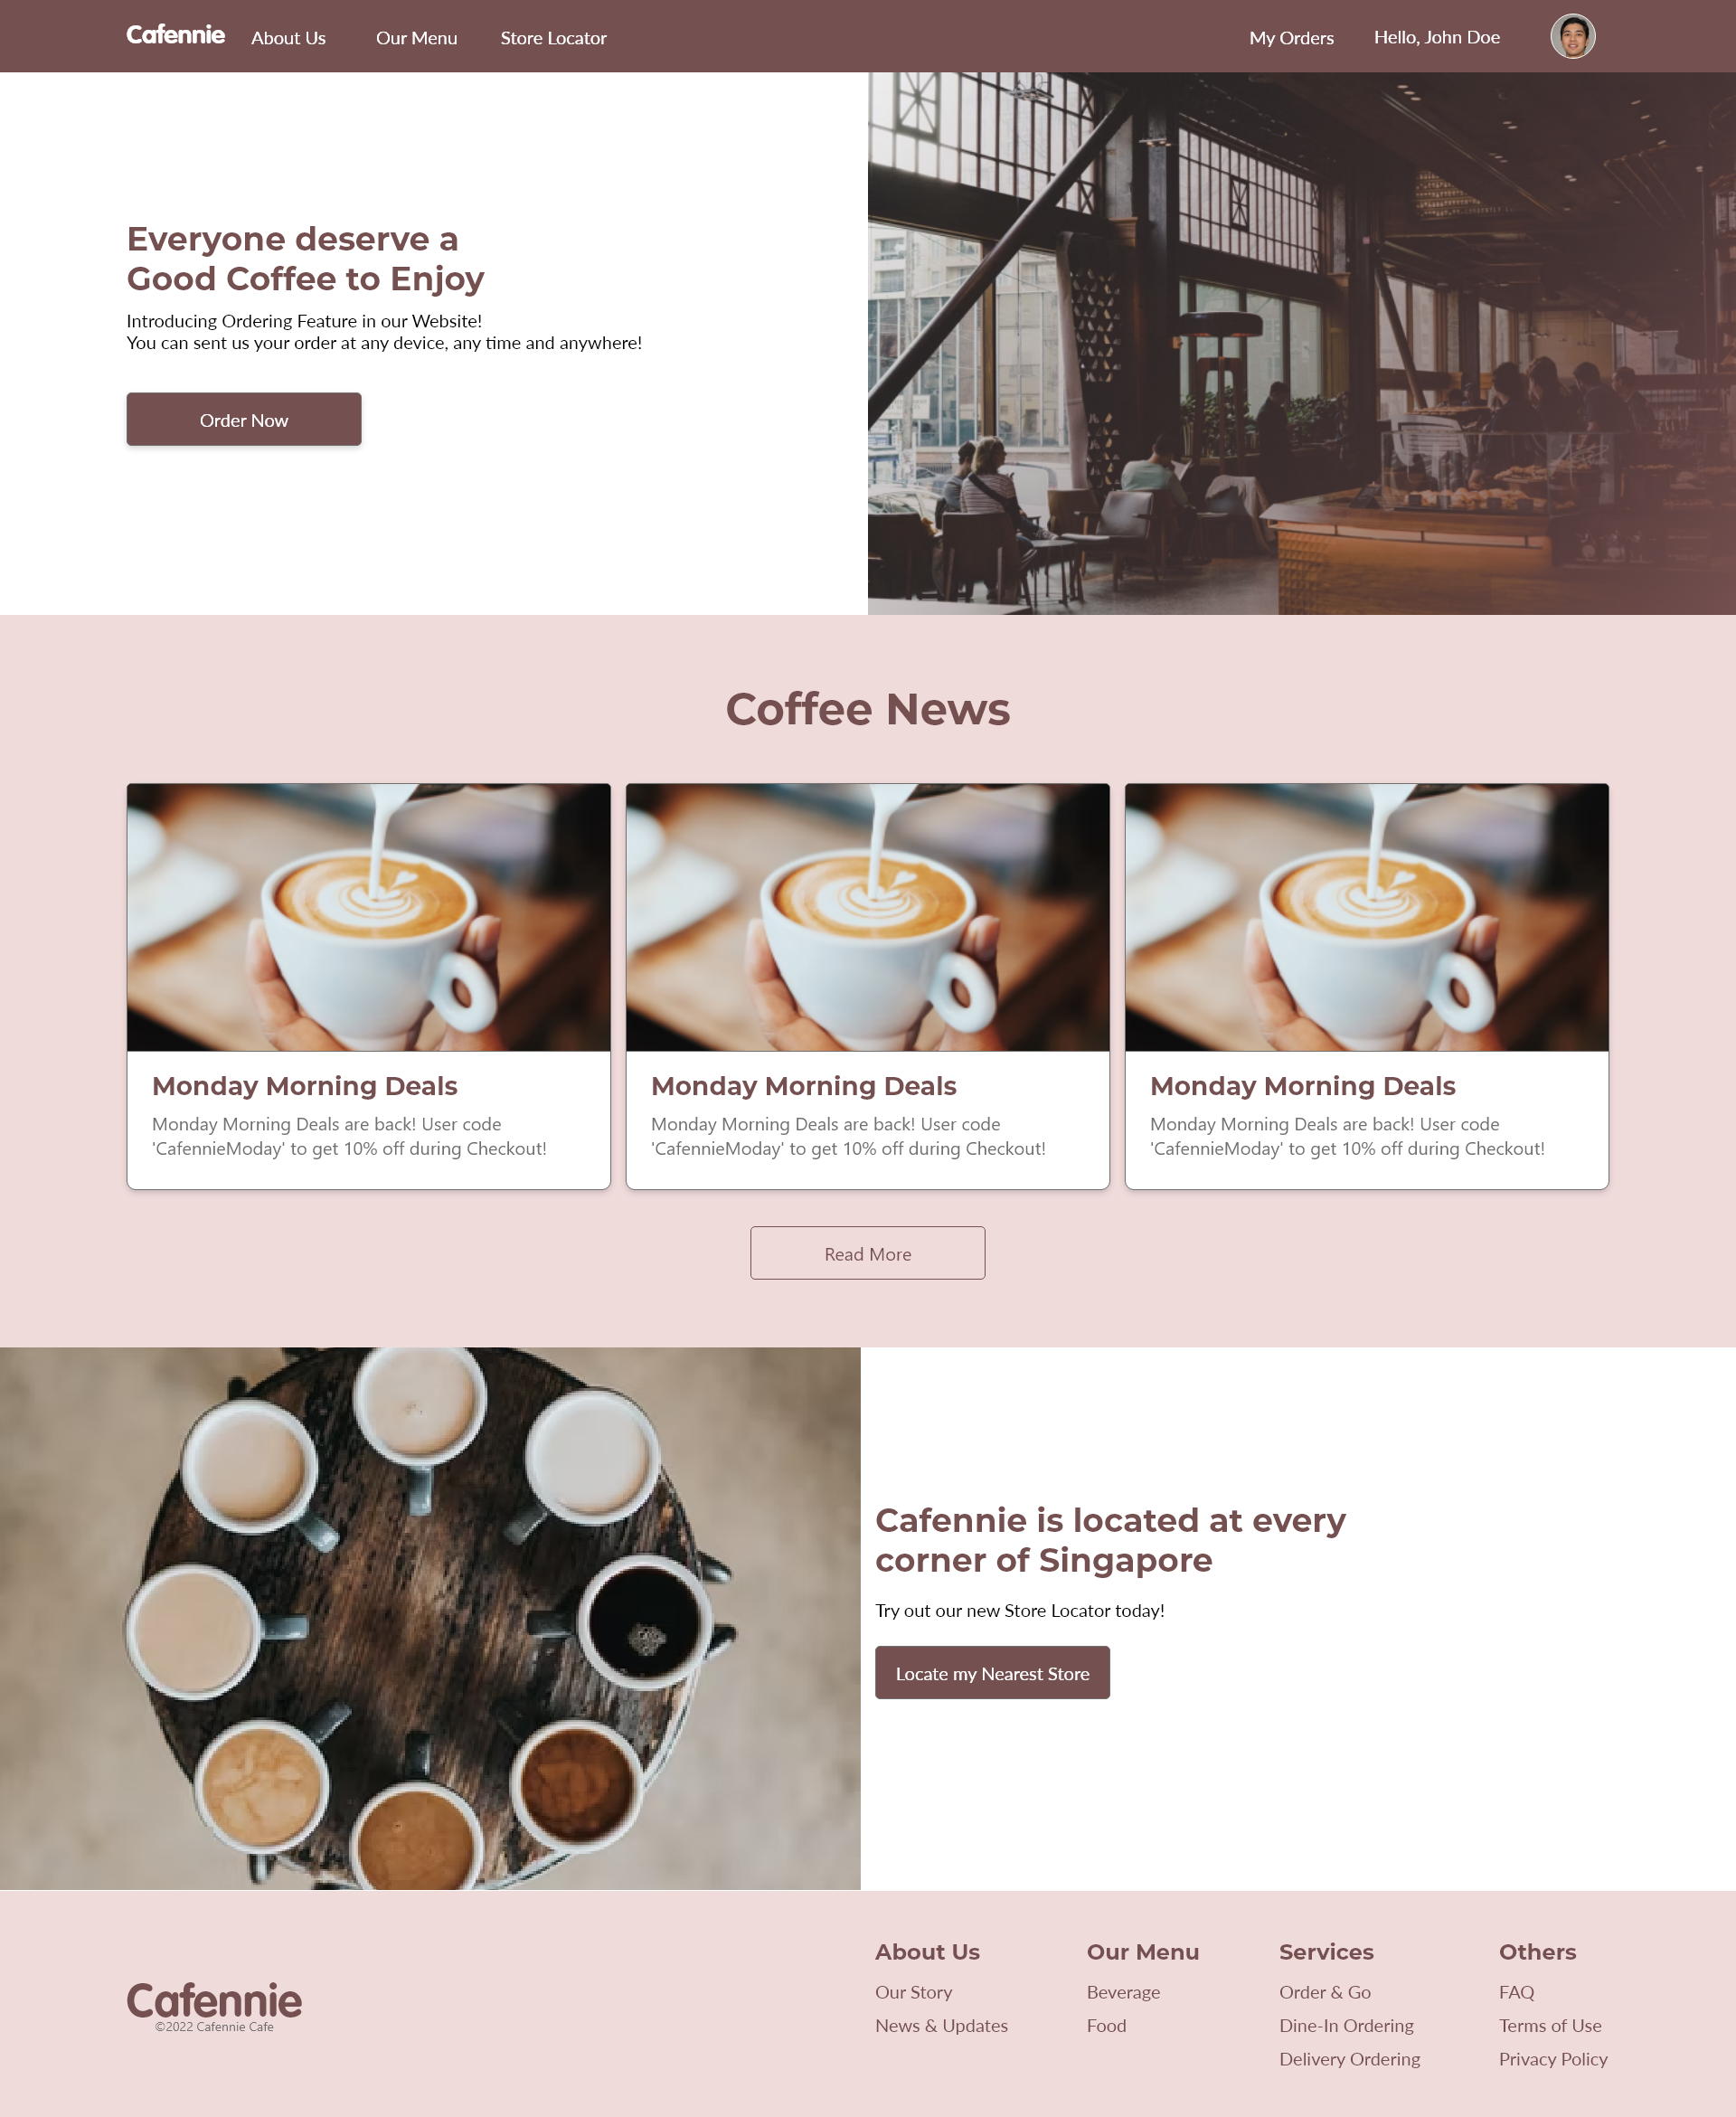 Cafennie About Us Our Menu Store Locator My Orders Hello, John Doe
Everyone deserve a
Good Coffee to Enjoy
Introducing Ordering Feature in our Website!
You can sent us your order at any device, any time and anywhere!
Order Now
Coffee News
Monday Morning Deals
Monday Morning Deals are back! User code
'CafennieModay' to get 10% off during Checkout!
Monday Morning Deals
Monday Morning Deals are back! User code
'CafennieModay' to get 10% off during Checkout!
Monday Morning Deals
Monday Morning Deals are back! User code
'CafennieModay' to get 10% off during Checkout!
Read More
Cafennie is located at every
corner of Singapore
Try out our new Store Locator today!
Locate my Nearest Store
Cafennie
©2022 Cafennie Cafe
About Us
Our Story
News & Updates
Our Menu
Beverage
Food
Services
Order & Go
Dine-In Ordering
Delivery Ordering
Others
FAQ
Terms of Use
Privacy Policy